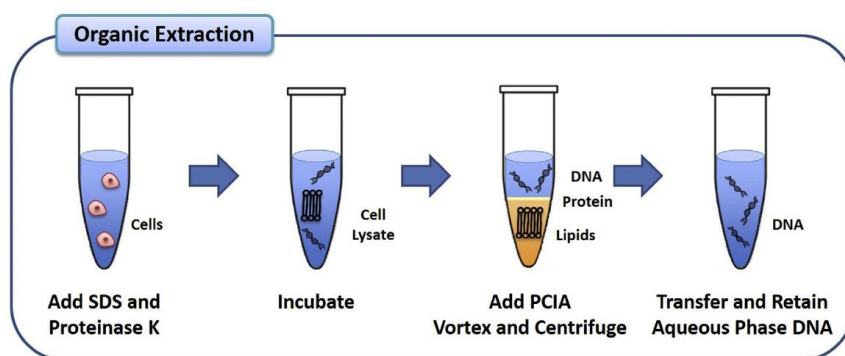 Organic Extraction
Cells
Cell
Lysate
DNA
Protein
Lipids
DNA
Add SDS and
Proteinase K
Incubate
Add PCIA
Vortex and Centrifuge
Transfer and Retain
Aqueous Phase DNA